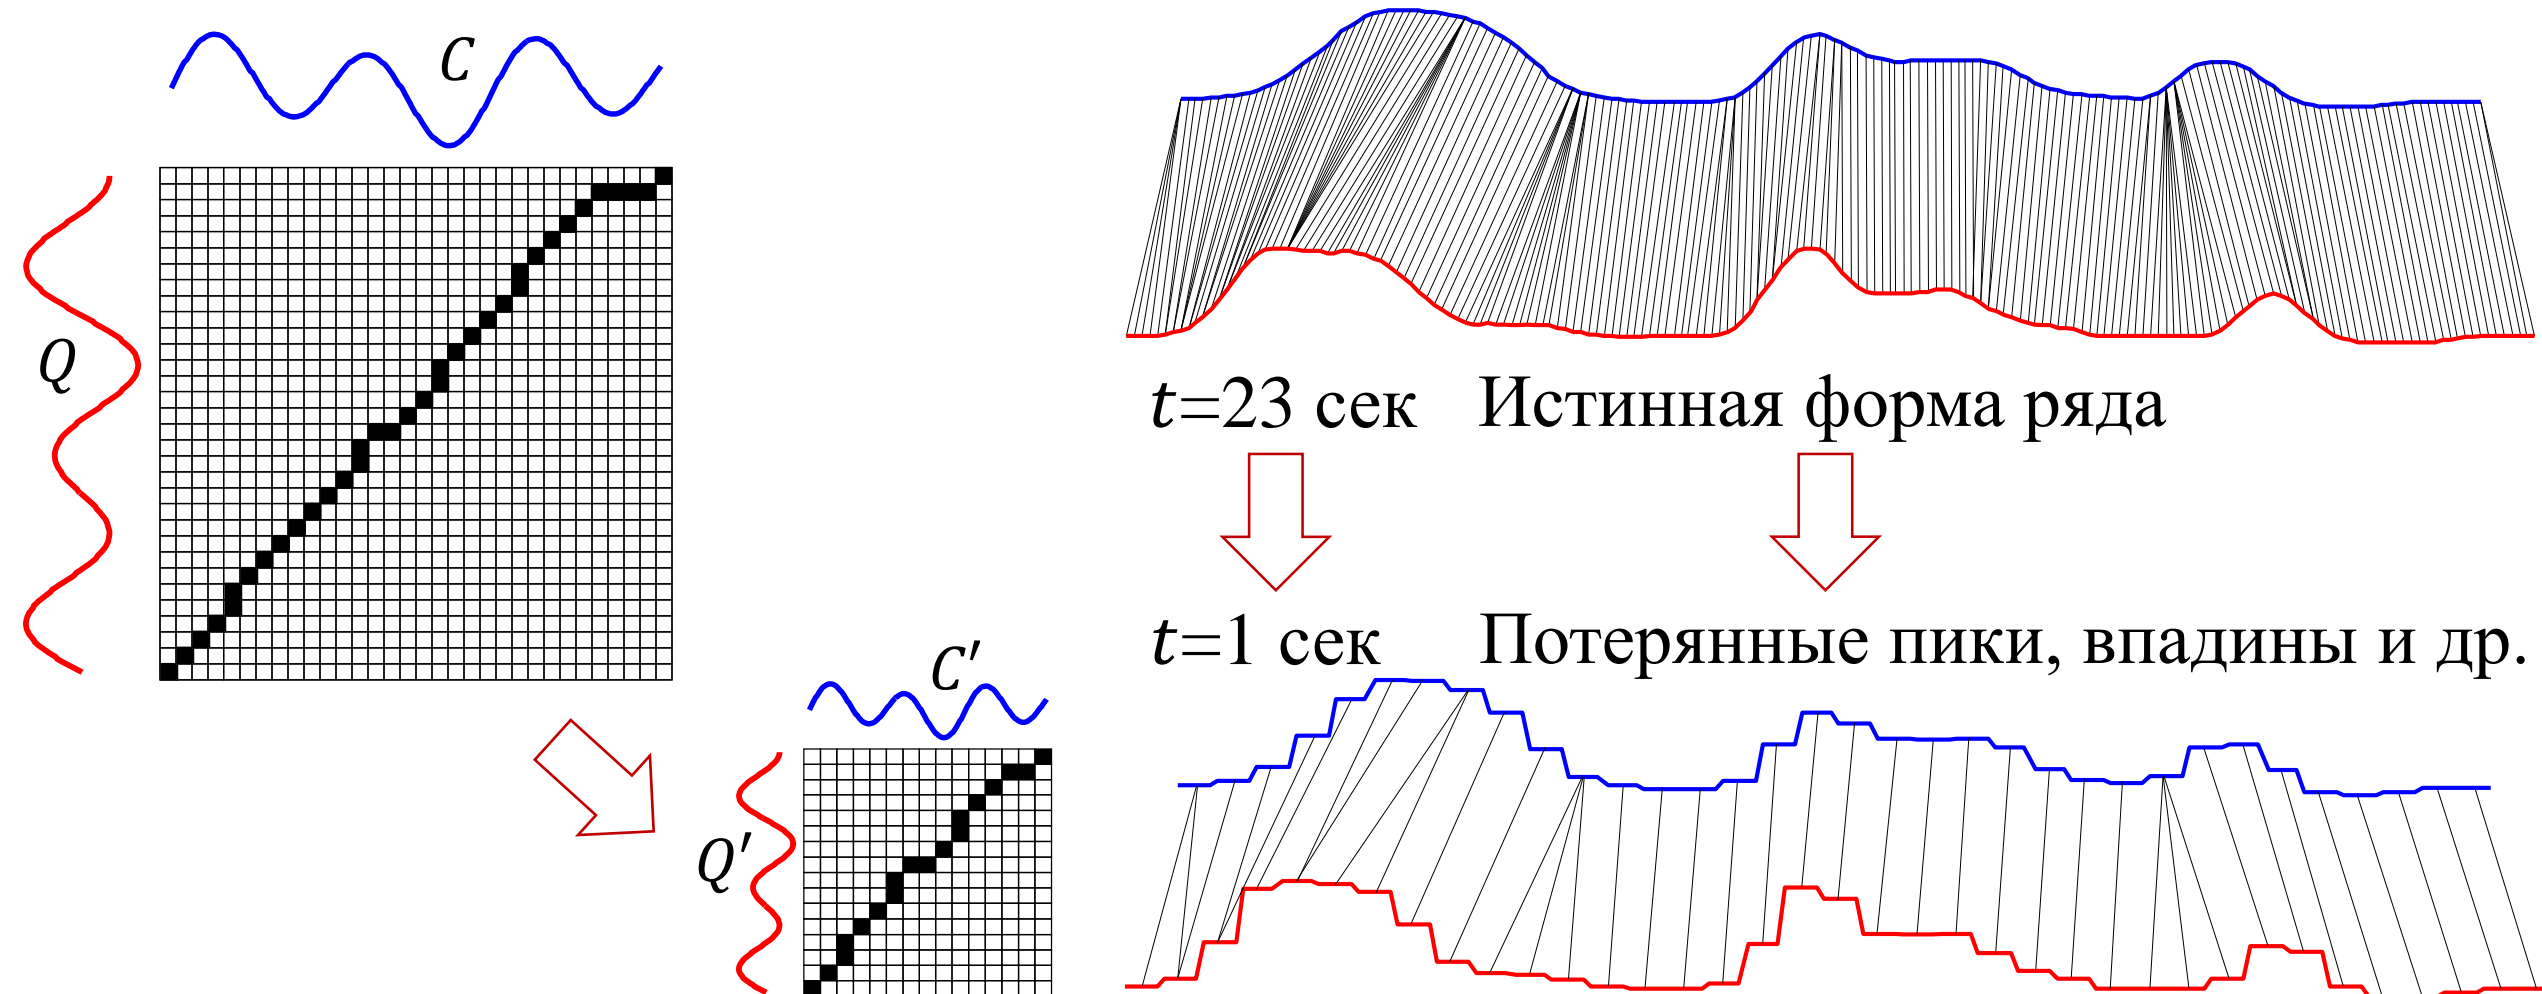 C
Q
t=23 сек Истинная форма ряда
t=1 сек Потерянные пики, впадины и др.
C′
Q′